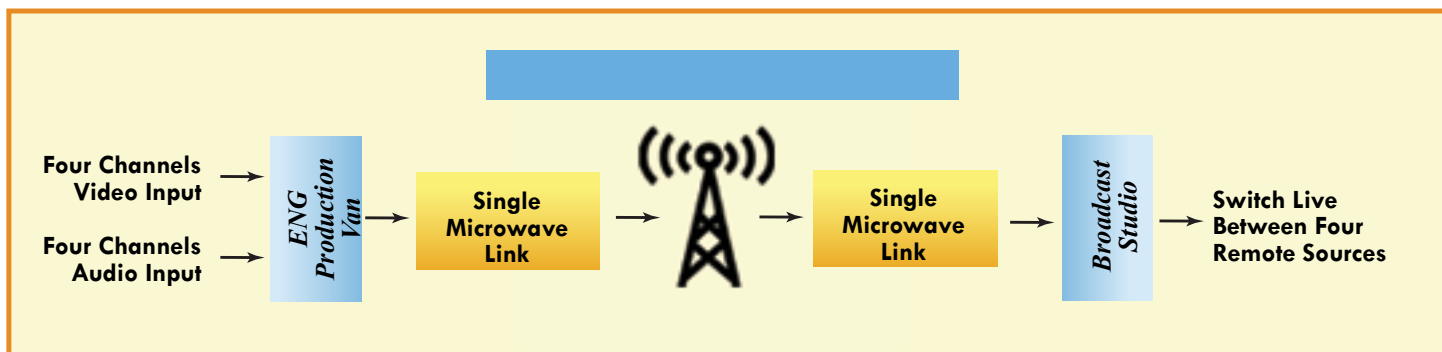 Four Channels
Video Input
Four Channels
Audio Input
ENG
Production
Van
Single
Microwave
Link
Single
Microwave
Link
Broadcast
Studio
Switch Live
Between Four
Remote Sources